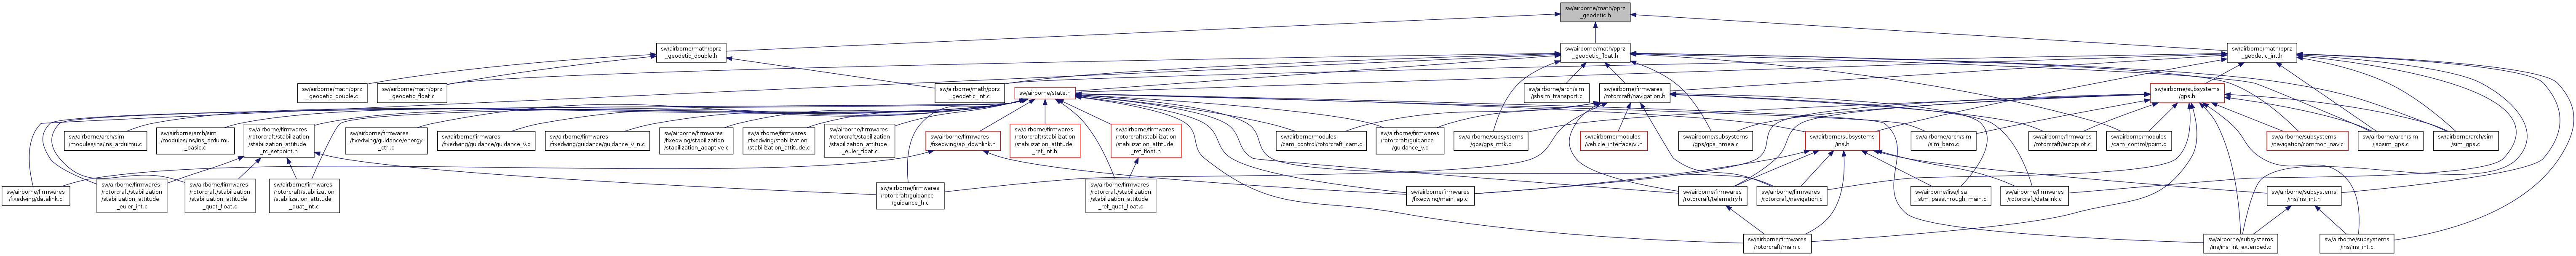 sw/airborne/math/pprz
_geodetic.h
sw/airborne/math/pprz
_geodetic_double.h
sw/airborne/math/pprz
_geodetic_float.h
sw/airborne/math/pprz
_geodetic_int.h
sw/airborne/math/pprz
_geodetic_double.c
sw/airborne/math/pprz
_geodetic_float.c
sw/airborne/math/pprz
_geodetic_int.c
sw/airborne/state.h
sw/airborne/arch/sim
/jsbsim_transport.c
sw/airborne/firmwares
/rotorcraft/navigation.h
sw/airborne/subsystems
/gps.h
sw/airborne/arch/sim
/modules/ins/ins_arduimu.c
sw/airborne/arch/sim
/modules/ins/ins_arduimu
_basic.c
sw/airborne/firmwares
/rotorcraft/stabilization
/stabilization_attitude
_rc_setpoint.h
sw/airborne/firmwares
/fixedwing/guidance/energy
_ctrl.c
sw/airborne/firmwares
/fixedwing/guidance/guidance_v.c
sw/airborne/firmwares
/fixedwing/guidance/guidance_v_n.c
sw/airborne/firmwares
/fixedwing/stabilization
/stabilization_adaptive.c
sw/airborne/firmwares
/fixedwing/stabilization
/stabilization_attitude.c
sw/airborne/firmwares
/rotorcraft/stabilization
/stabilization_attitude
_euler_float.c
sw/airborne/firmwares
/fixedwing/ap_downlink.h
sw/airborne/firmwares
/rotorcraft/stabilization
/stabilization_attitude
_ref_int.h
sw/airborne/firmwares
/rotorcraft/stabilization
/stabilization_attitude
_ref_float.h
sw/airborne/modules
/cam_control/rotorcraft_cam.c
sw/airborne/firmwares
/rotorcraft/guidance
/guidance_v.c
sw/airborne/subsystems
/gps/gps_mtk.c
sw/airborne/modules
/vehicle_interface/vi.h
sw/airborne/subsystems
/gps/gps_nmea.c
sw/airborne/subsystems
/ins.h
sw/airborne/arch/sim
/sim_baro.c
sw/airborne/firmwares
/rotorcraft/autopilot.c
sw/airborne/modules
/cam_control/point.c
sw/airborne/subsystems
/navigation/common_nav.c
sw/airborne/arch/sim
/jsbsim_gps.c
sw/airborne/arch/sim
/sim_gps.c
sw/airborne/firmwares
/fixedwing/datalink.c
sw/airborne/firmwares
/rotorcraft/stabilization
/stabilization_attitude
_euler_int.c
sw/airborne/firmwares
/rotorcraft/stabilization
/stabilization_attitude
_quat_float.c
sw/airborne/firmwares
/rotorcraft/stabilization
/stabilization_attitude
_quat_int.c
sw/airborne/firmwares
/rotorcraft/guidance
/guidance_h.c
sw/airborne/firmwares
/rotorcraft/stabilization
/stabilization_attitude
_ref_quat_float.c
sw/airborne/firmwares
/fixedwing/main_ap.c
sw/airborne/firmwares
/rotorcraft/telemetry.h
sw/airborne/firmwares
/rotorcraft/navigation.c
sw/airborne/lisa/lisa
_stm_passthrough_main.c
sw/airborne/firmwares
/rotorcraft/datalink.c
sw/airborne/subsystems
/ins/ins_int.h
sw/airborne/firmwares
/rotorcraft/main.c
sw/airborne/subsystems
/ins/ins_int_extended.c
sw/airborne/subsystems
/ins/ins_int.c